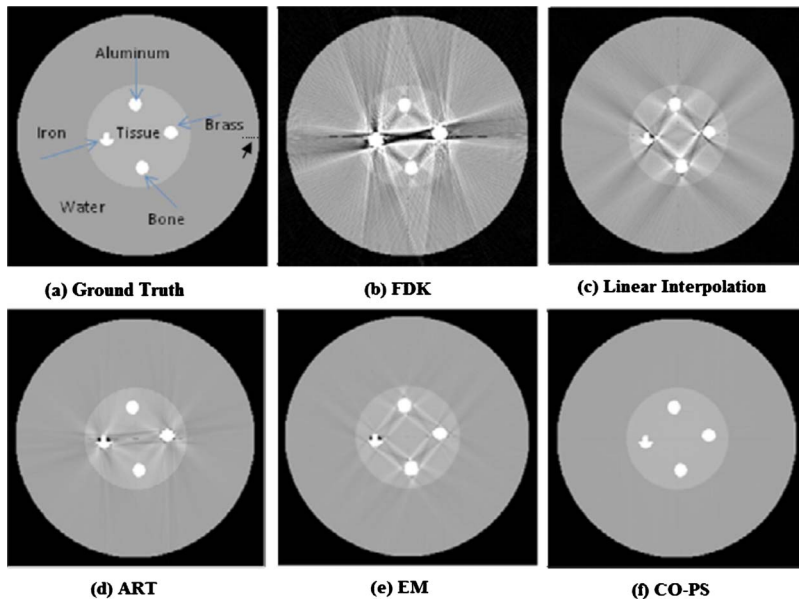 Aluminum
Iron
Tissue
Brass
Water
Bone
(a) Ground Truth
(b) FDK
(c) Linear Interpolation
(d) ART
(e) EM
(f) CO-PS